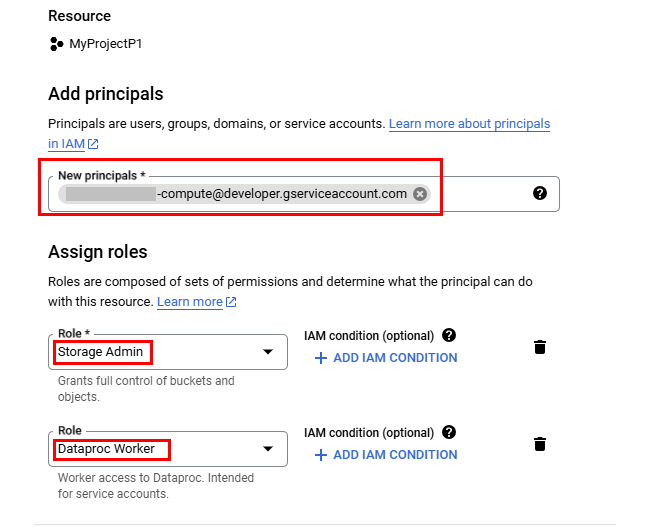 Resource
MyProjectP1
Add principals
Principals are users, groups, domains, or service accounts. Learn more about principals
in IAM
New principals *
-compute@developer.gserviceaccount.com
Assign roles
Roles are composed of sets of permissions and determine what the principal can do
with this resource. Learn more
Role *
Storage Admin
IAM condition (optional)
ADD IAM CONDITION
Grants full control of buckets and
objects.
Role
Dataproc Worker
IAM condition (optional)
ADD IAM CONDITION
Worker access to Dataproc. Intended
for service accounts.